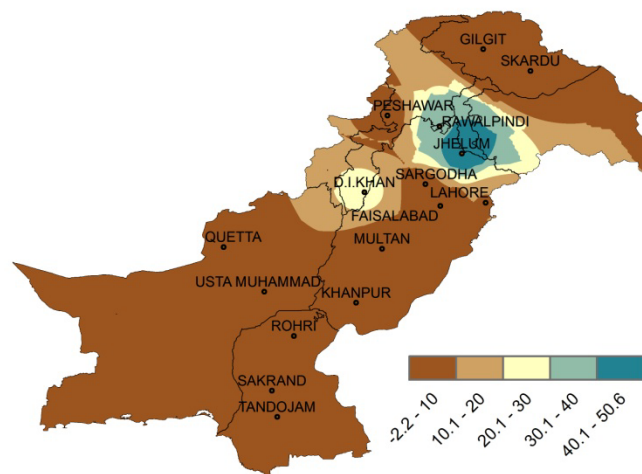 GILGIT
SKARDU
PESHAWAR
RAWALPINDI
JHELUM
SARGODHA
D.I.KHAN
LAHORE
FAISALABAD
QUETTA
MULTAN
USTA MUHAMMAD
KHANPUR
ROHRI
SAKRAND
TANDOJAM
-2.2 - 10
10.1 - 20
20.1 - 30
30.1 - 40
40.1 - 50.6